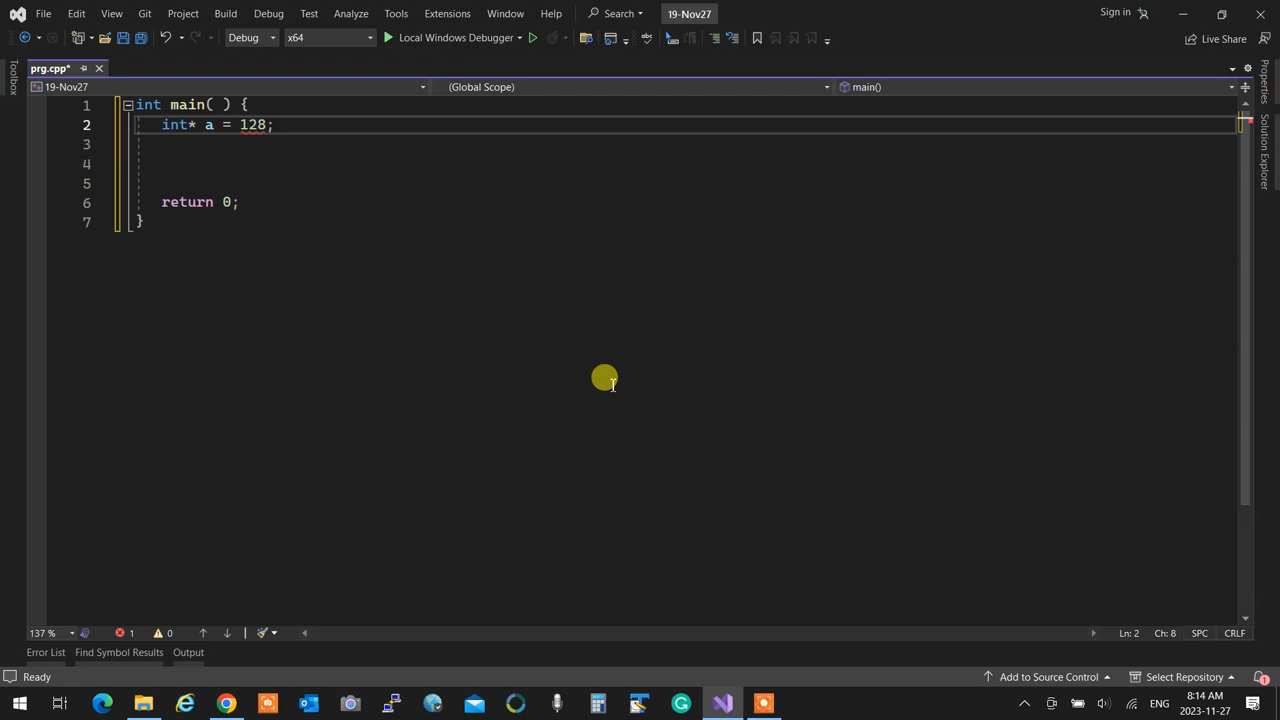 File Edit View Git Project Build Debug Test Analyze Tools Extensions Window Help Search 19-Nov27 Sign in
Debug x64 Local Windows Debugger Live Share
prg.cpp*
19-Nov27 (Global Scope) main()
1 int main( ) {
2 int* a = 128;
3
4
5
6 return 0;
7 }
Toolbox
Properties
Solution Explorer
137 % 1 0 Ln: 2 Ch: 8 SPC CRLF
Error List Find Symbol Results Output
Ready Add to Source Control Select Repository 1
ENG 8:14 AM
2023-11-27